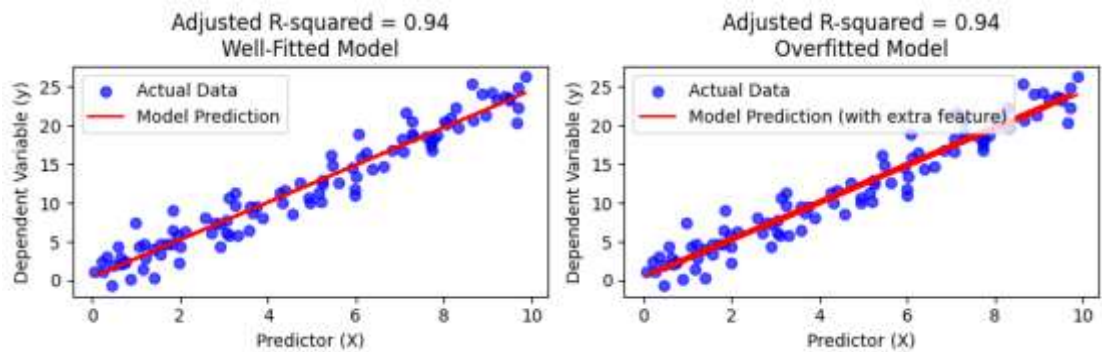 Adjusted R-squared = 0.94
Well-Fitted Model
Actual Data
Model Prediction
Dependent Variable (y)
25
20
15
10
5
0
0 2 4 6 8 10
Predictor (X)
Adjusted R-squared = 0.94
Overfitted Model
Actual Data
Model Prediction (with extra feature)
Dependent Variable (y)
25
20
15
10
5
0
0 2 4 6 8 10
Predictor (X)